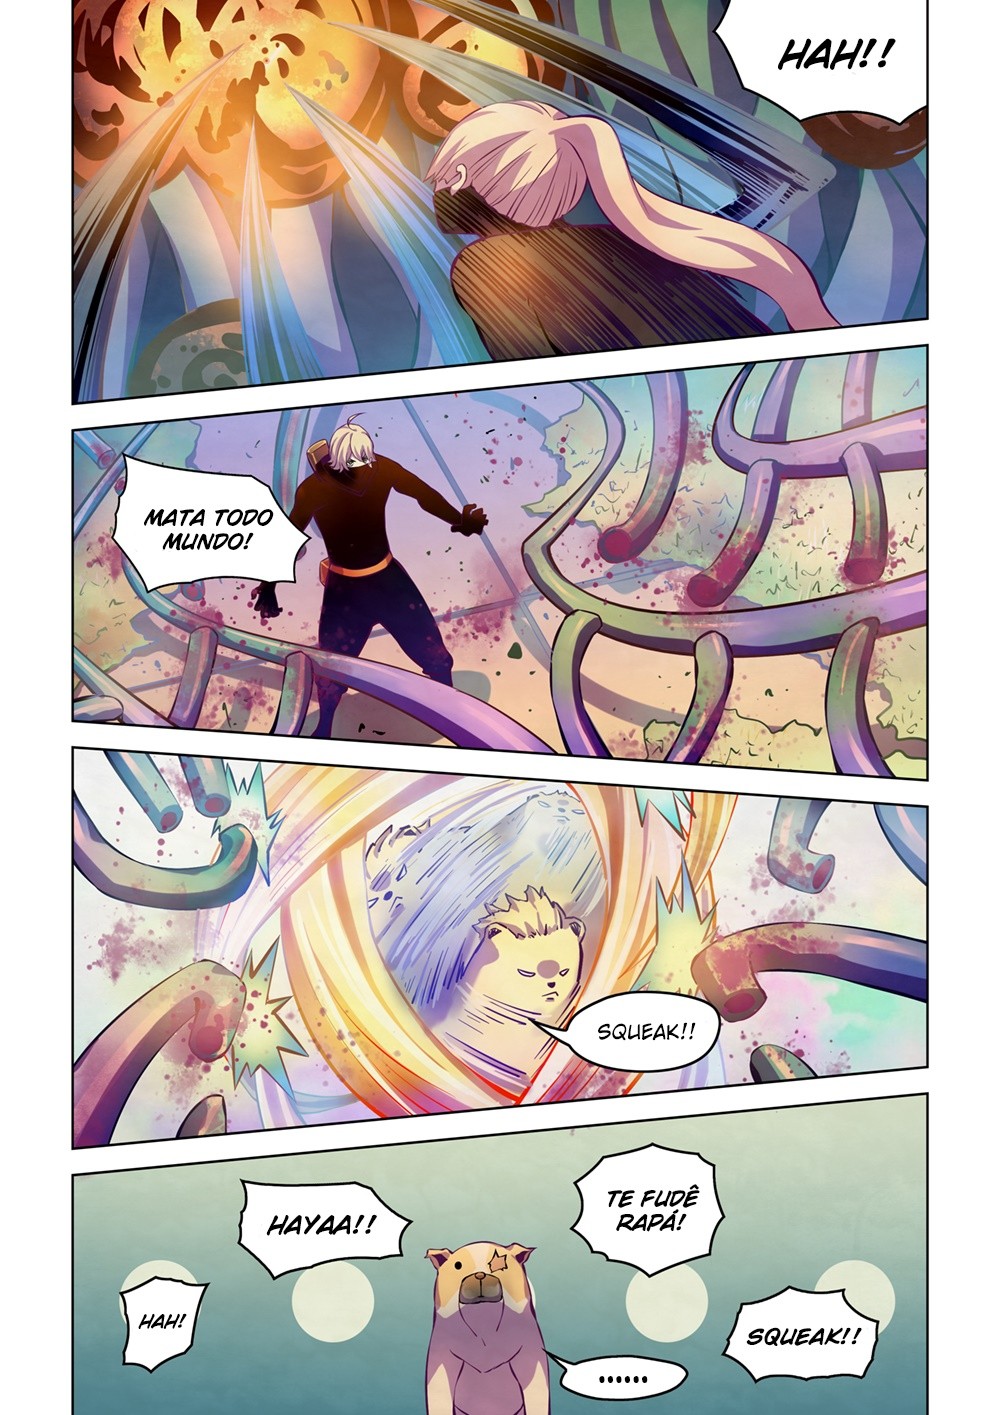 HAH!!
MATA TODO
MUNDO!
SQUEAK!!
HAYAA!!
TE FUDÊ
RAPÁ!
HAH!
SQUEAK!!
......